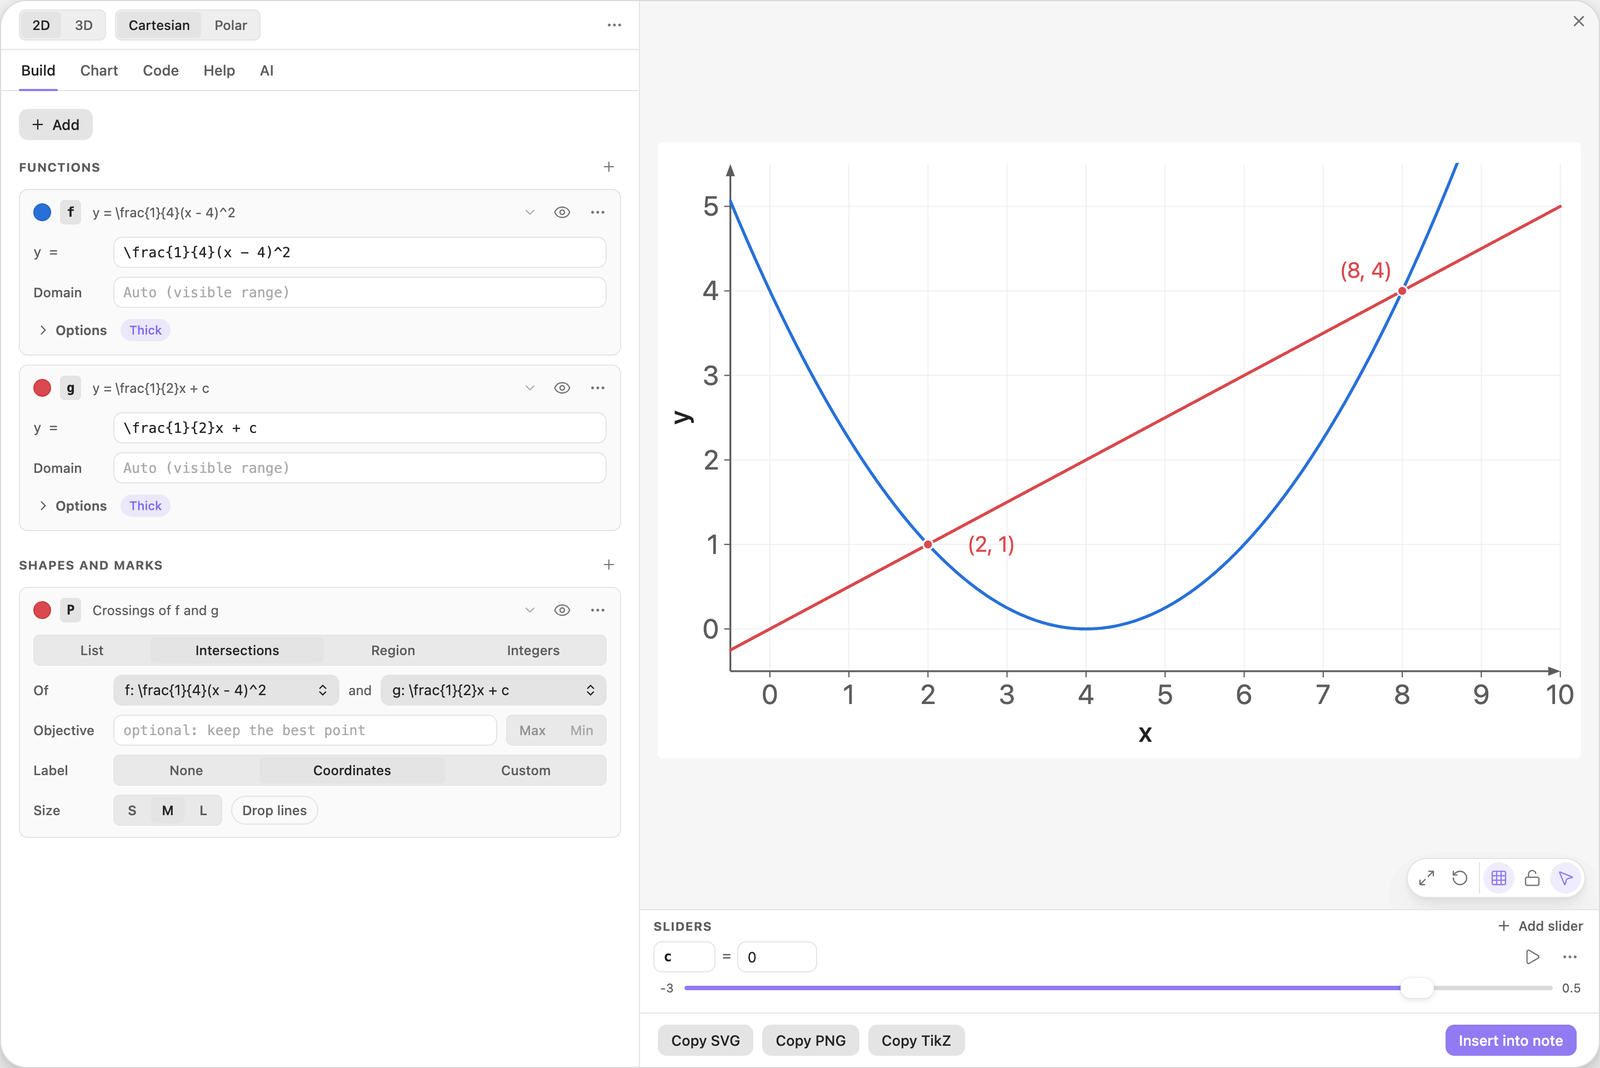 2D 3D Cartesian Polar
Build Chart Code Help AI
+ Add
FUNCTIONS
f y = \frac{1}{4}(x - 4)^2
y = \frac{1}{4}(x − 4)^2
Domain Auto (visible range)
Options Thick
g y = \frac{1}{2}x + c
y = \frac{1}{2}x + c
Domain Auto (visible range)
Options Thick
SHAPES AND MARKS
P Crossings of f and g
List Intersections Region Integers
Of f: \frac{1}{4}(x - 4)^2 and g: \frac{1}{2}x + c
Objective optional: keep the best point Max Min
Label None Coordinates Custom
Size S M L Drop lines
5
4
3
2
1
0
y
(8, 4)
(2, 1)
0 1 2 3 4 5 6 7 8 9 10
x
SLIDERS + Add slider
c = 0
-3 0.5
Copy SVG Copy PNG Copy TikZ Insert into note